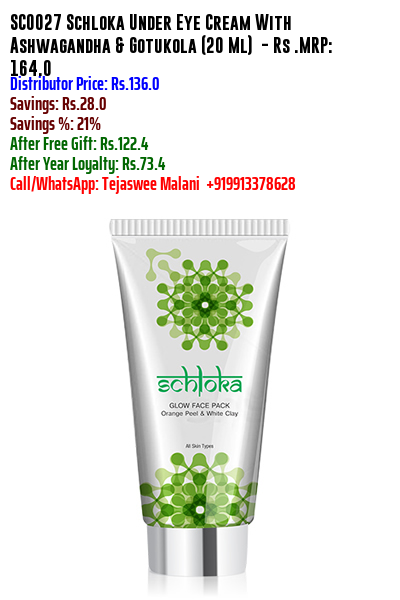 SC0027 Schloka Under Eye Cream With
Ashwagandha & Gotukola (20 Ml)  - Rs .MRP:
164.0
Distributor Price: Rs.136.0
Savings: Rs.28.0
Savings %: 21%
After Free Gift: Rs.122.4
After Year Loyalty: Rs.73.4
Call/WhatsApp: Tejaswee Malani  +919913378628
schloka
GLOW FACE PACK
Orange Peel & White Clay
All Skin Types